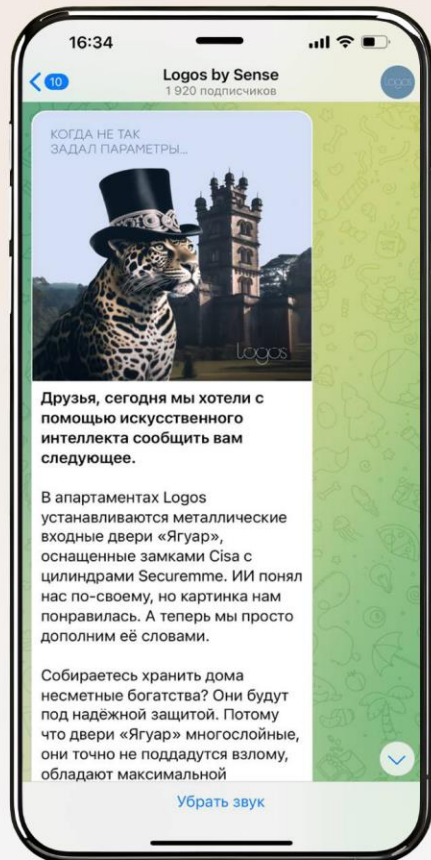 16:34
10
Logos by Sense
1 920 подписчиков
logos
КОГДА НЕ ТАК
ЗАДАЛ ПАРАМЕТРЫ...
logos
Друзья, сегодня мы хотели с
помощью искусственного
интеллекта сообщить вам
следующее.
В апартаментах Logos
устанавливаются металлические
входные двери «Ягуар»,
оснащенные замками Cisa с
цилиндрами Securemme. ИИ понял
нас по-своему, но картинка нам
понравилась. А теперь мы просто
дополним её словами.
Собираетесь хранить дома
несметные богатства? Они будут
под надёжной защитой. Потому
что двери «Ягуар» многослойные,
они точно не поддадутся взлому,
обладают максимальной
Убрать звук